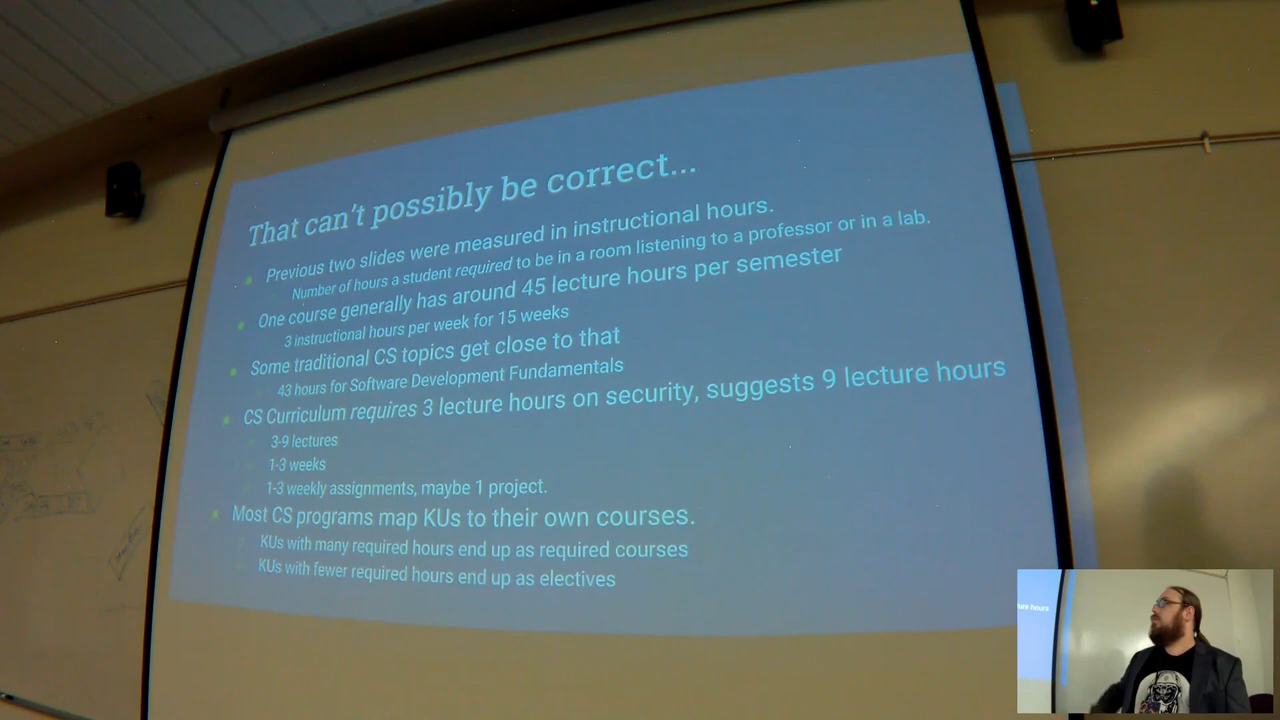 That can't possibly be correct...
Previous two slides were measured in instructional hours.
Number of hours a student required to be in a room listening to a professor or in a lab.
One course generally has around 45 lecture hours per semester
3 instructional hours per week for 15 weeks
Some traditional CS topics get close to that
43 hours for Software Development Fundamentals
CS Curriculum requires 3 lecture hours on security, suggests 9 lecture hours
3-9 lectures
1-3 weeks
1-3 weekly assignments, maybe 1 project.
Most CS programs map KUs to their own courses.
KUs with many required hours end up as required courses
KUs with fewer required hours end up as electives
ure hours